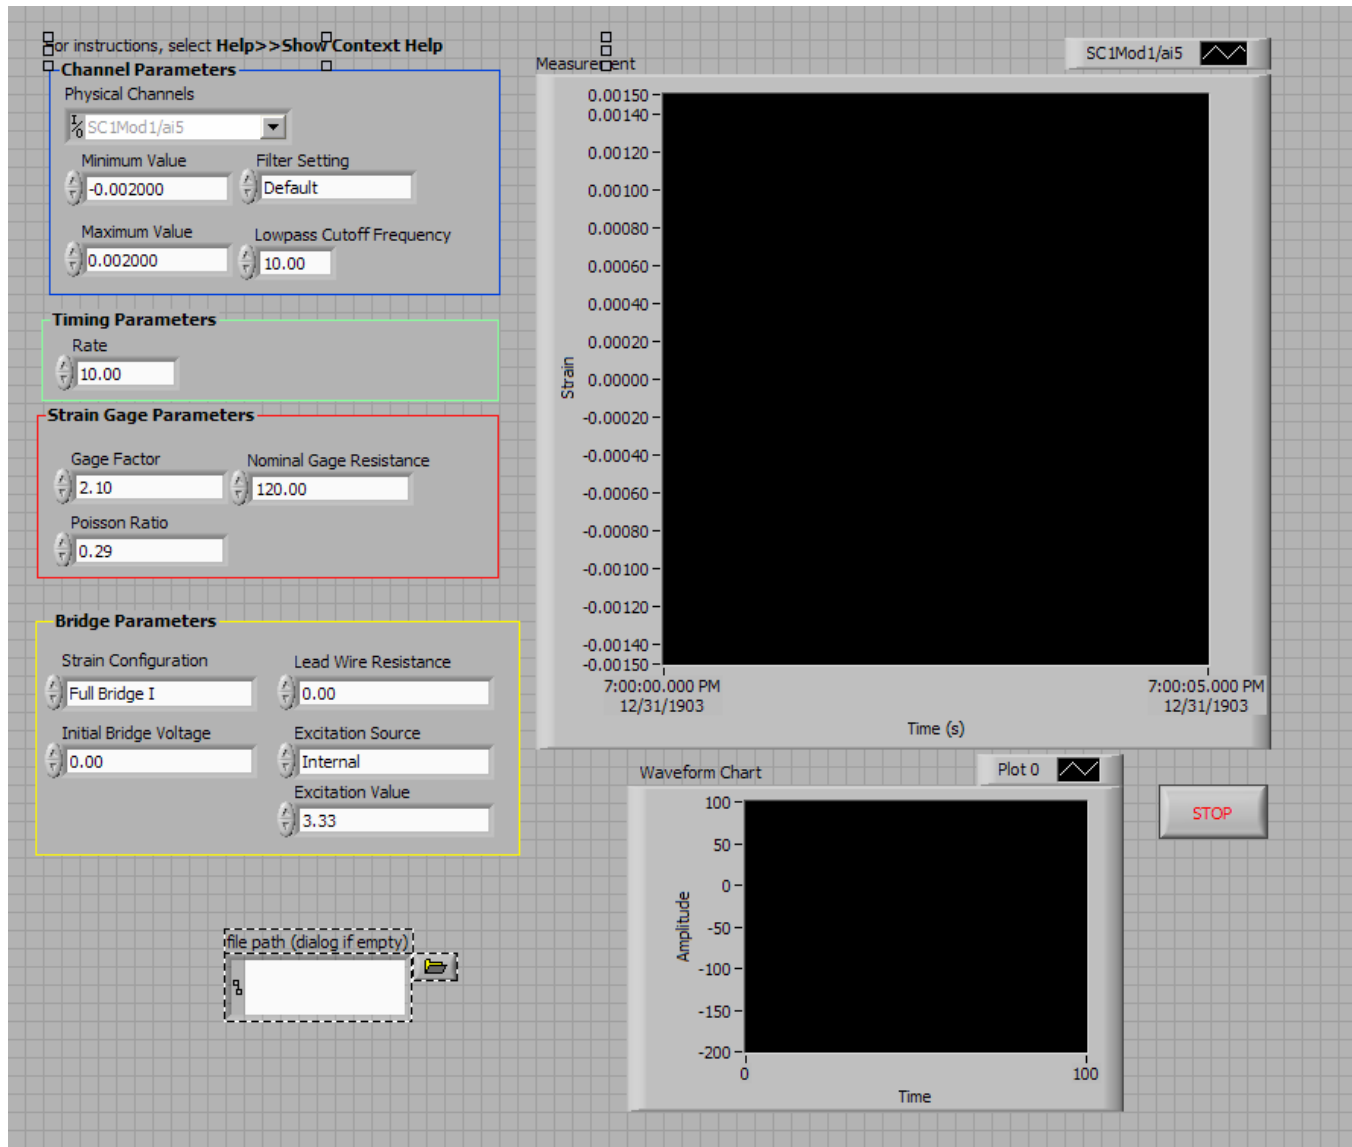 For instructions, select Help>>Show Context Help
Channel Parameters
Physical Channels
I/O SC1Mod1/ai5
Minimum Value
-0.002000
Filter Setting
Default
Maximum Value
0.002000
Lowpass Cutoff Frequency
10.00
Timing Parameters
Rate
10.00
Strain Gage Parameters
Gage Factor
2.10
Nominal Gage Resistance
120.00
Poisson Ratio
0.29
Bridge Parameters
Strain Configuration
Full Bridge I
Lead Wire Resistance
0.00
Initial Bridge Voltage
0.00
Excitation Source
Internal
Excitation Value
3.33
file path (dialog if empty)
Measurement
SC1Mod1/ai5
0.00150
0.00140
0.00120
0.00100
0.00080
0.00060
0.00040
0.00020
0.00000
-0.00020
-0.00040
-0.00060
-0.00080
-0.00100
-0.00120
-0.00140
-0.00150
Strain
7:00:00.000 PM
12/31/1903
7:00:05.000 PM
12/31/1903
Time (s)
Waveform Chart
Plot 0
100
50
0
-50
-100
-150
-200
Amplitude
0
100
Time
STOP